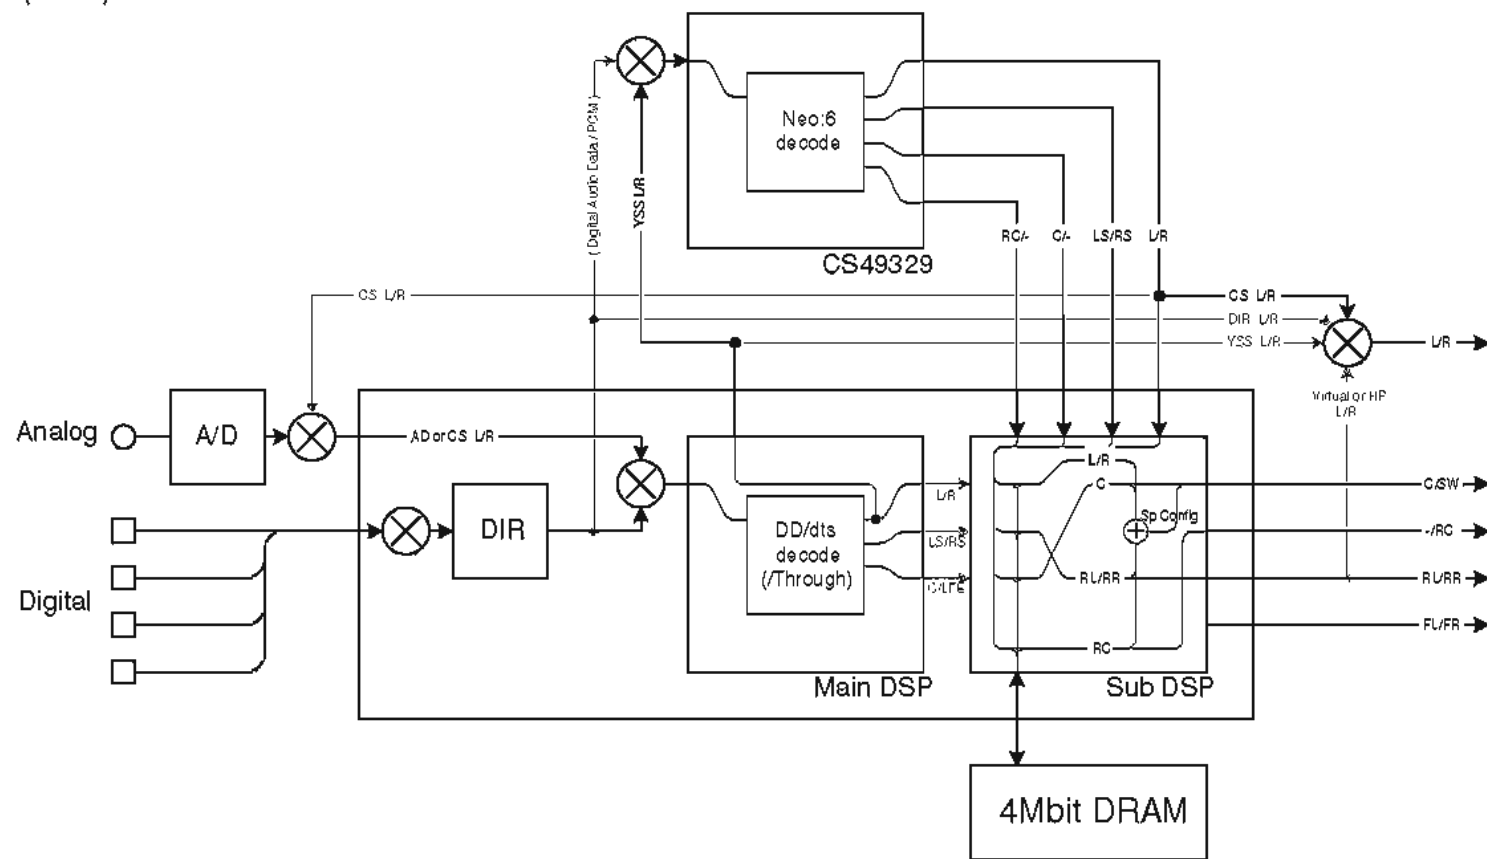 Neo:6
decode
( Digital Audio Data / PCM )
YSS L/R
RC/-
C/-
LS/RS
L/R
CS49329
CS L/R
CS L/R
DIR L/R
YSS L/R
L/R
Virtual or HP
L/R
Analog
A/D
AD or CS L/R
L/R
C
C/SW
L/R
DIR
DD/dts
decode
(/Through)
Sp Config
-/RC
LS/RS
Digital
C/LFE
RL/RR
RL/RR
FL/FR
RC
Main DSP
Sub DSP
4Mbit DRAM